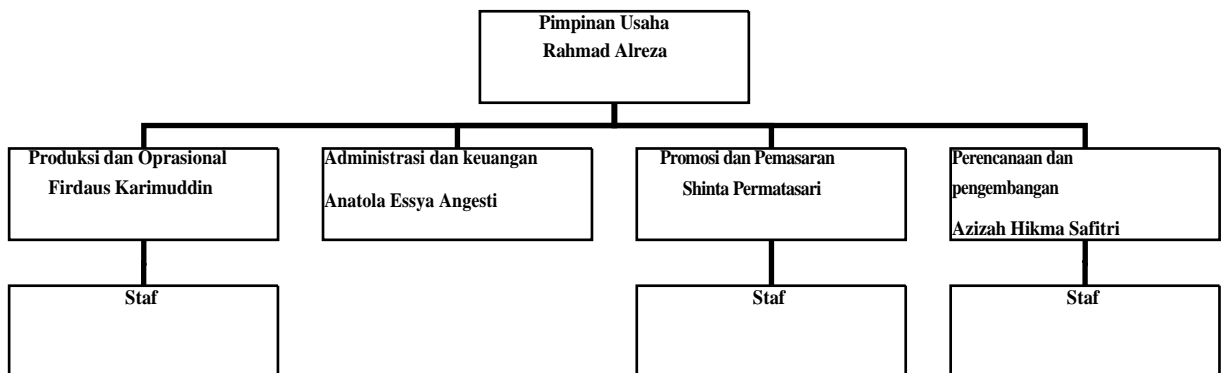 Pimpinan Usaha
Rahmad Alreza
Produksi dan Oprasional
Firdaus Karimuddin
Administrasi dan keuangan
Anatola Essya Angesti
Promosi dan Pemasaran
Shinta Permatasari
Perencanaan dan
pengembangan
Azizah Hikma Safitri
Staf
Staf
Staf